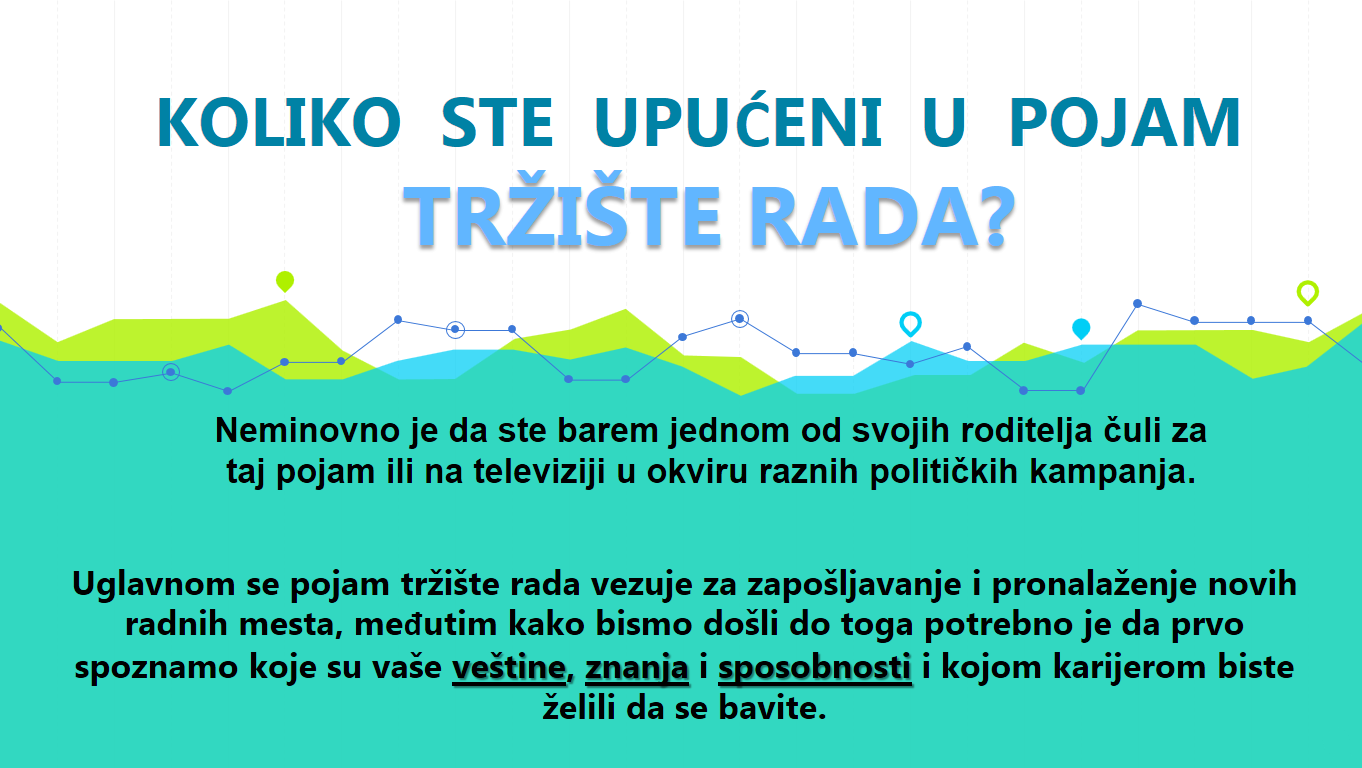 KOLIKO STE UPUĆENI U POJAM
TRŽIŠTE RADA?
Neminovno je da ste barem jednom od svojih roditelja čuli za
taj pojam ili na televiziji u okviru raznih političkih kampanja.
Uglavnom se pojam tržište rada vezuje za zapošljavanje i pronalaženje novih
radnih mesta, međutim kako bismo došli do toga potrebno je da prvo
spoznamo koje su vaše veštine, znanja i sposobnosti i kojom karijerom biste
želili da se bavite.